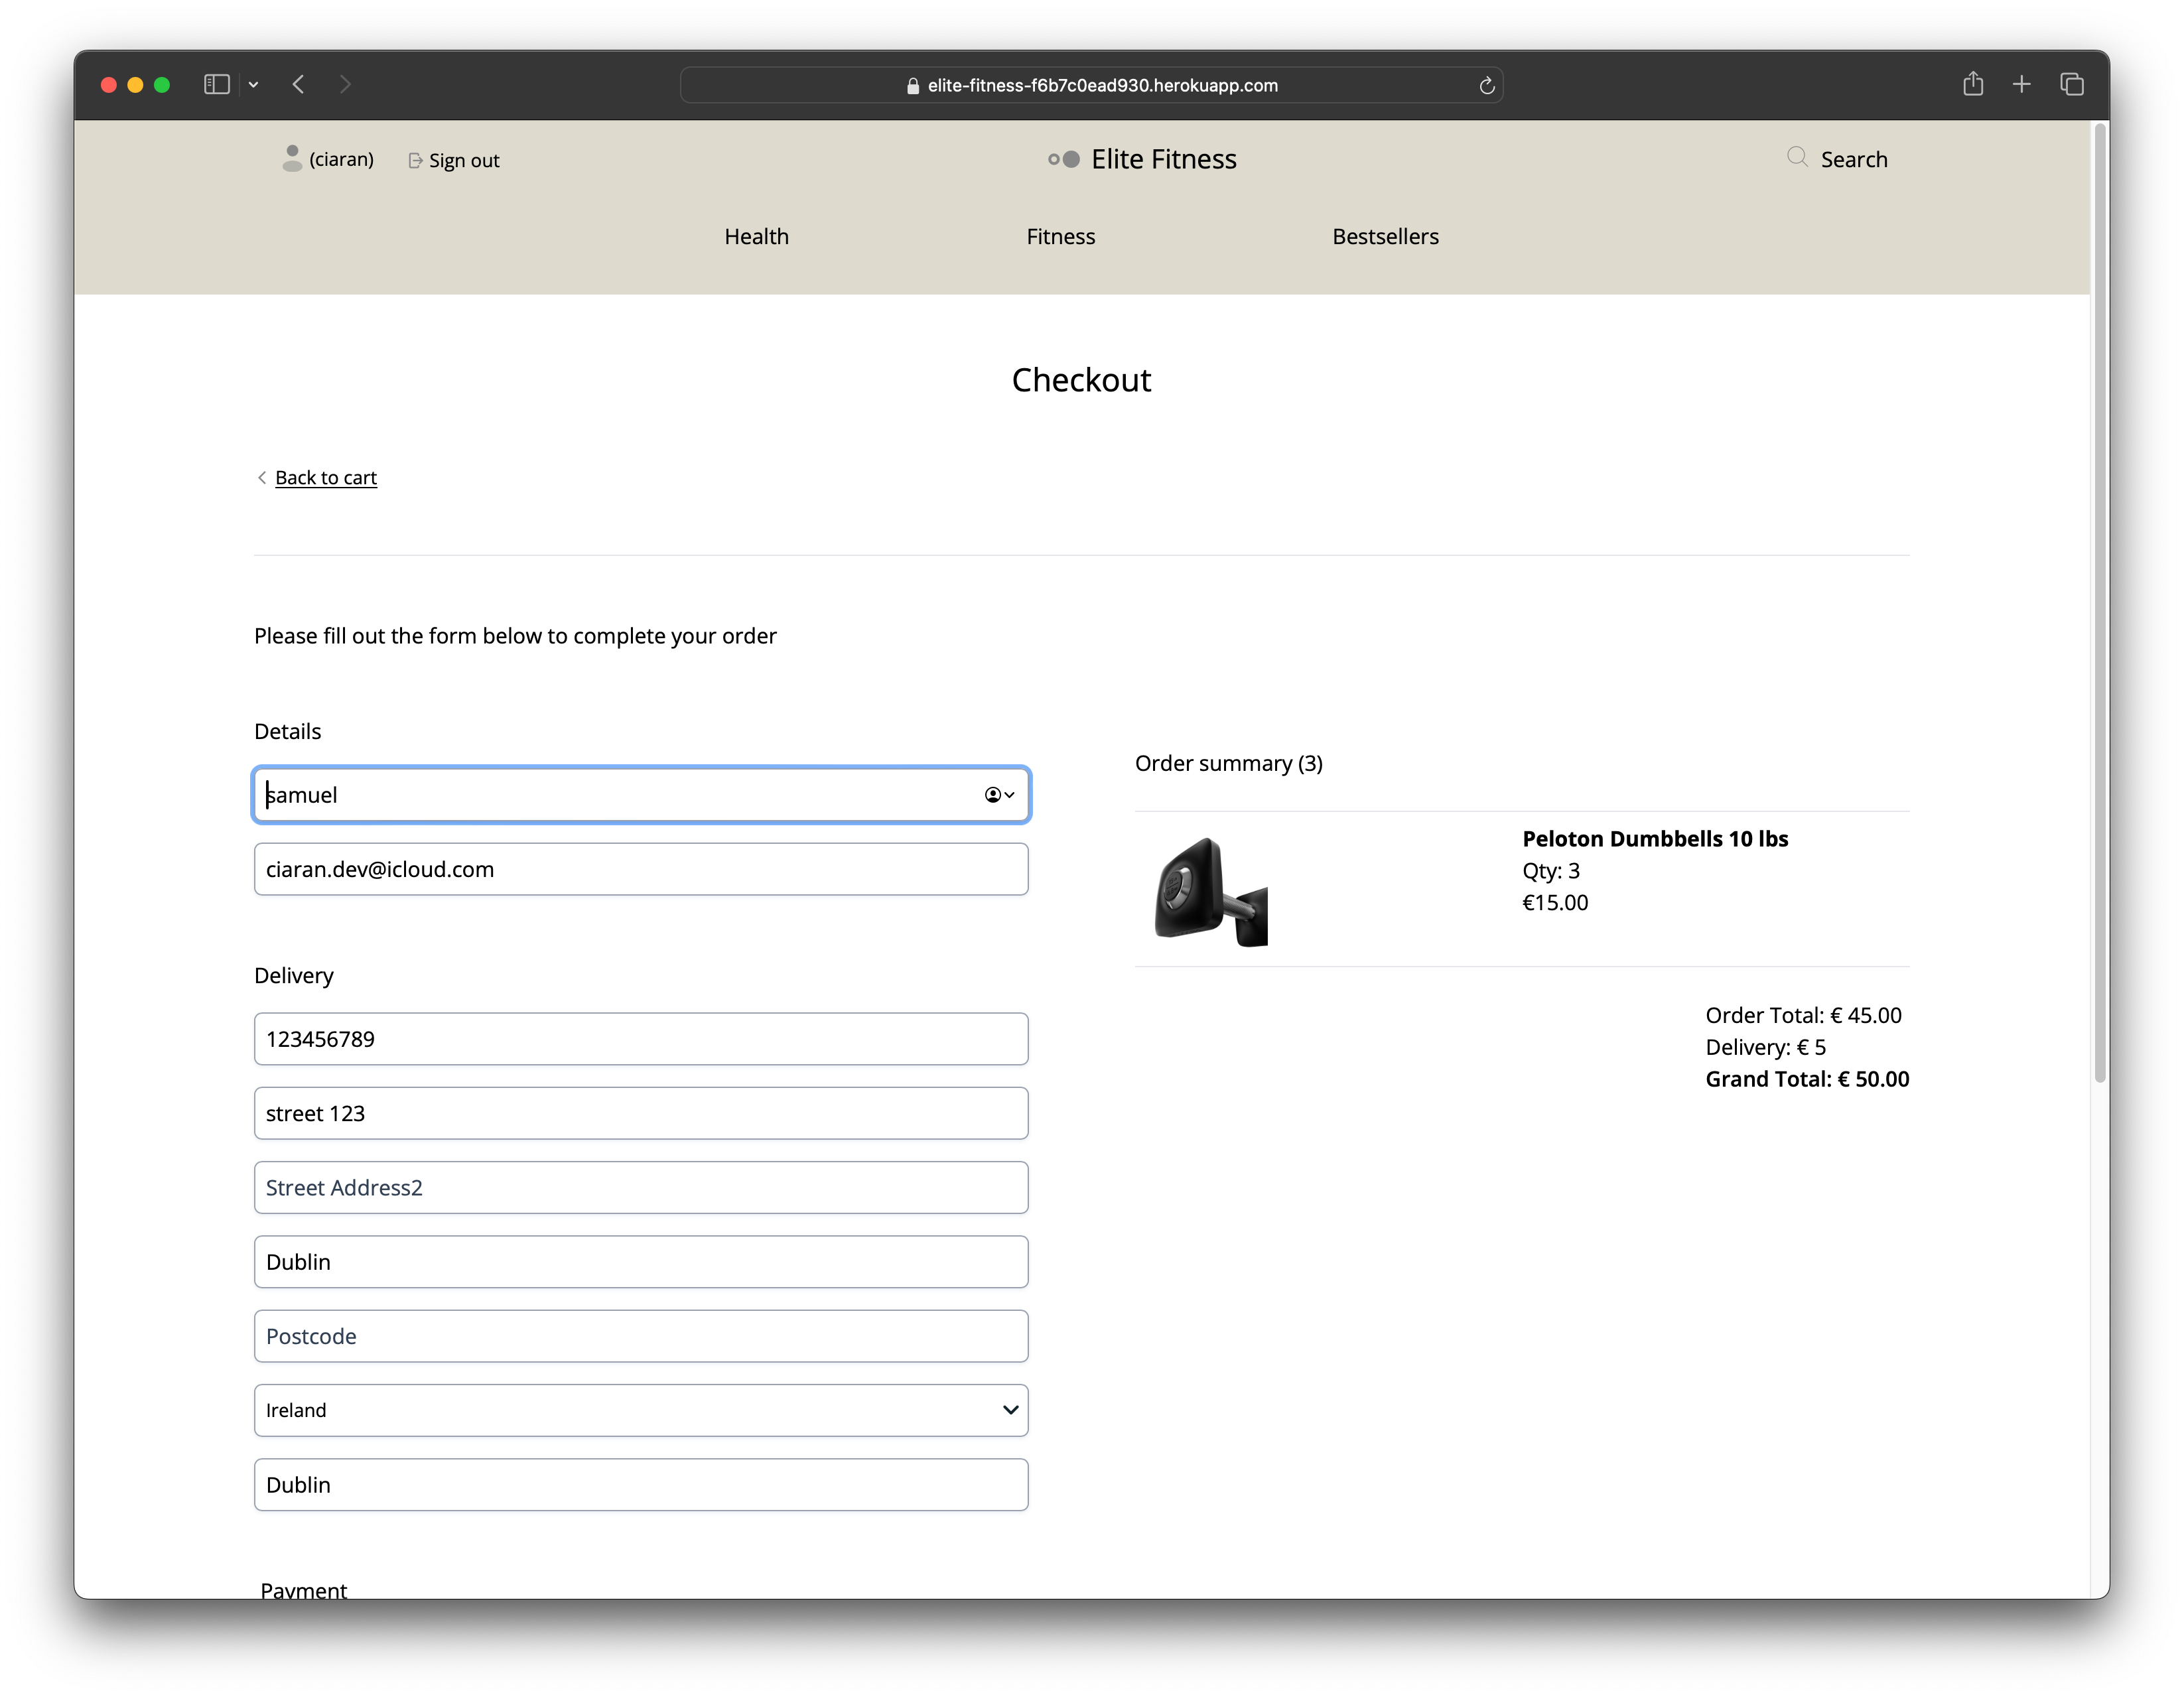 elite-fitness-f6b7c0ead930.herokuapp.com
(ciaran) Sign out Elite Fitness Search
Health Fitness Bestsellers
Checkout
Back to cart
Please fill out the form below to complete your order
Details
samuel
ciaran.dev@icloud.com
Delivery
123456789
street 123
Street Address2
Dublin
Postcode
Ireland
Dublin
Payment
Order summary (3)
Peloton Dumbbells 10 lbs
Qty: 3
€15.00
Order Total: € 45.00
Delivery: € 5
Grand Total: € 50.00